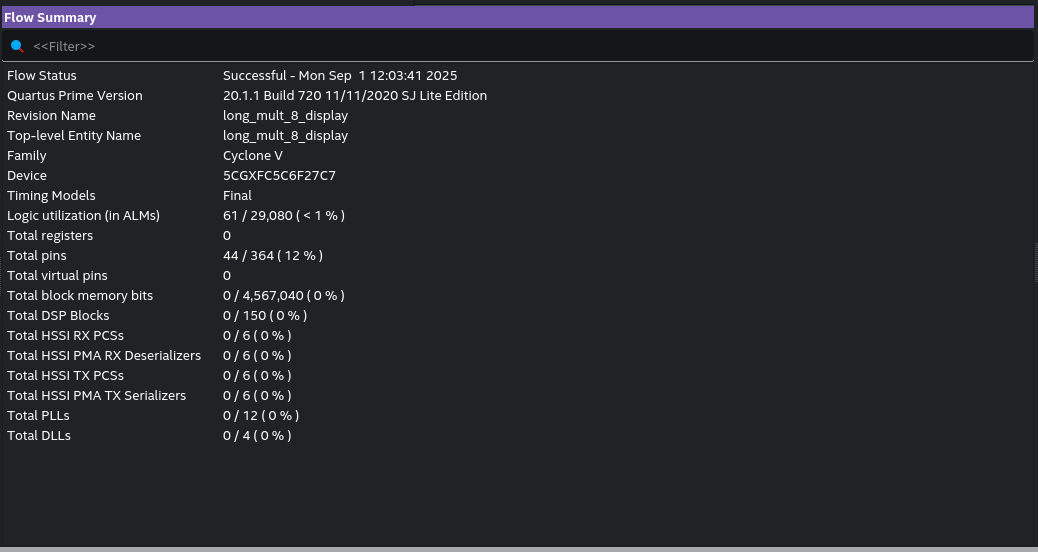 Flow Summary
<<Filter>>
Flow Status Successful - Mon Sep 1 12:03:41 2025
Quartus Prime Version 20.1.1 Build 720 11/11/2020 SJ Lite Edition
Revision Name long_mult_8_display
Top-level Entity Name long_mult_8_display
Family Cyclone V
Device 5CGXFC5C6F27C7
Timing Models Final
Logic utilization (in ALMs) 61 / 29,080 ( < 1 % )
Total registers 0
Total pins 44 / 364 ( 12 % )
Total virtual pins 0
Total block memory bits 0 / 4,567,040 ( 0 % )
Total DSP Blocks 0 / 150 ( 0 % )
Total HSSI RX PCSs 0 / 6 ( 0 % )
Total HSSI PMA RX Deserializers 0 / 6 ( 0 % )
Total HSSI TX PCSs 0 / 6 ( 0 % )
Total HSSI PMA TX Serializers 0 / 6 ( 0 % )
Total PLLs 0 / 12 ( 0 % )
Total DLLs 0 / 4 ( 0 % )